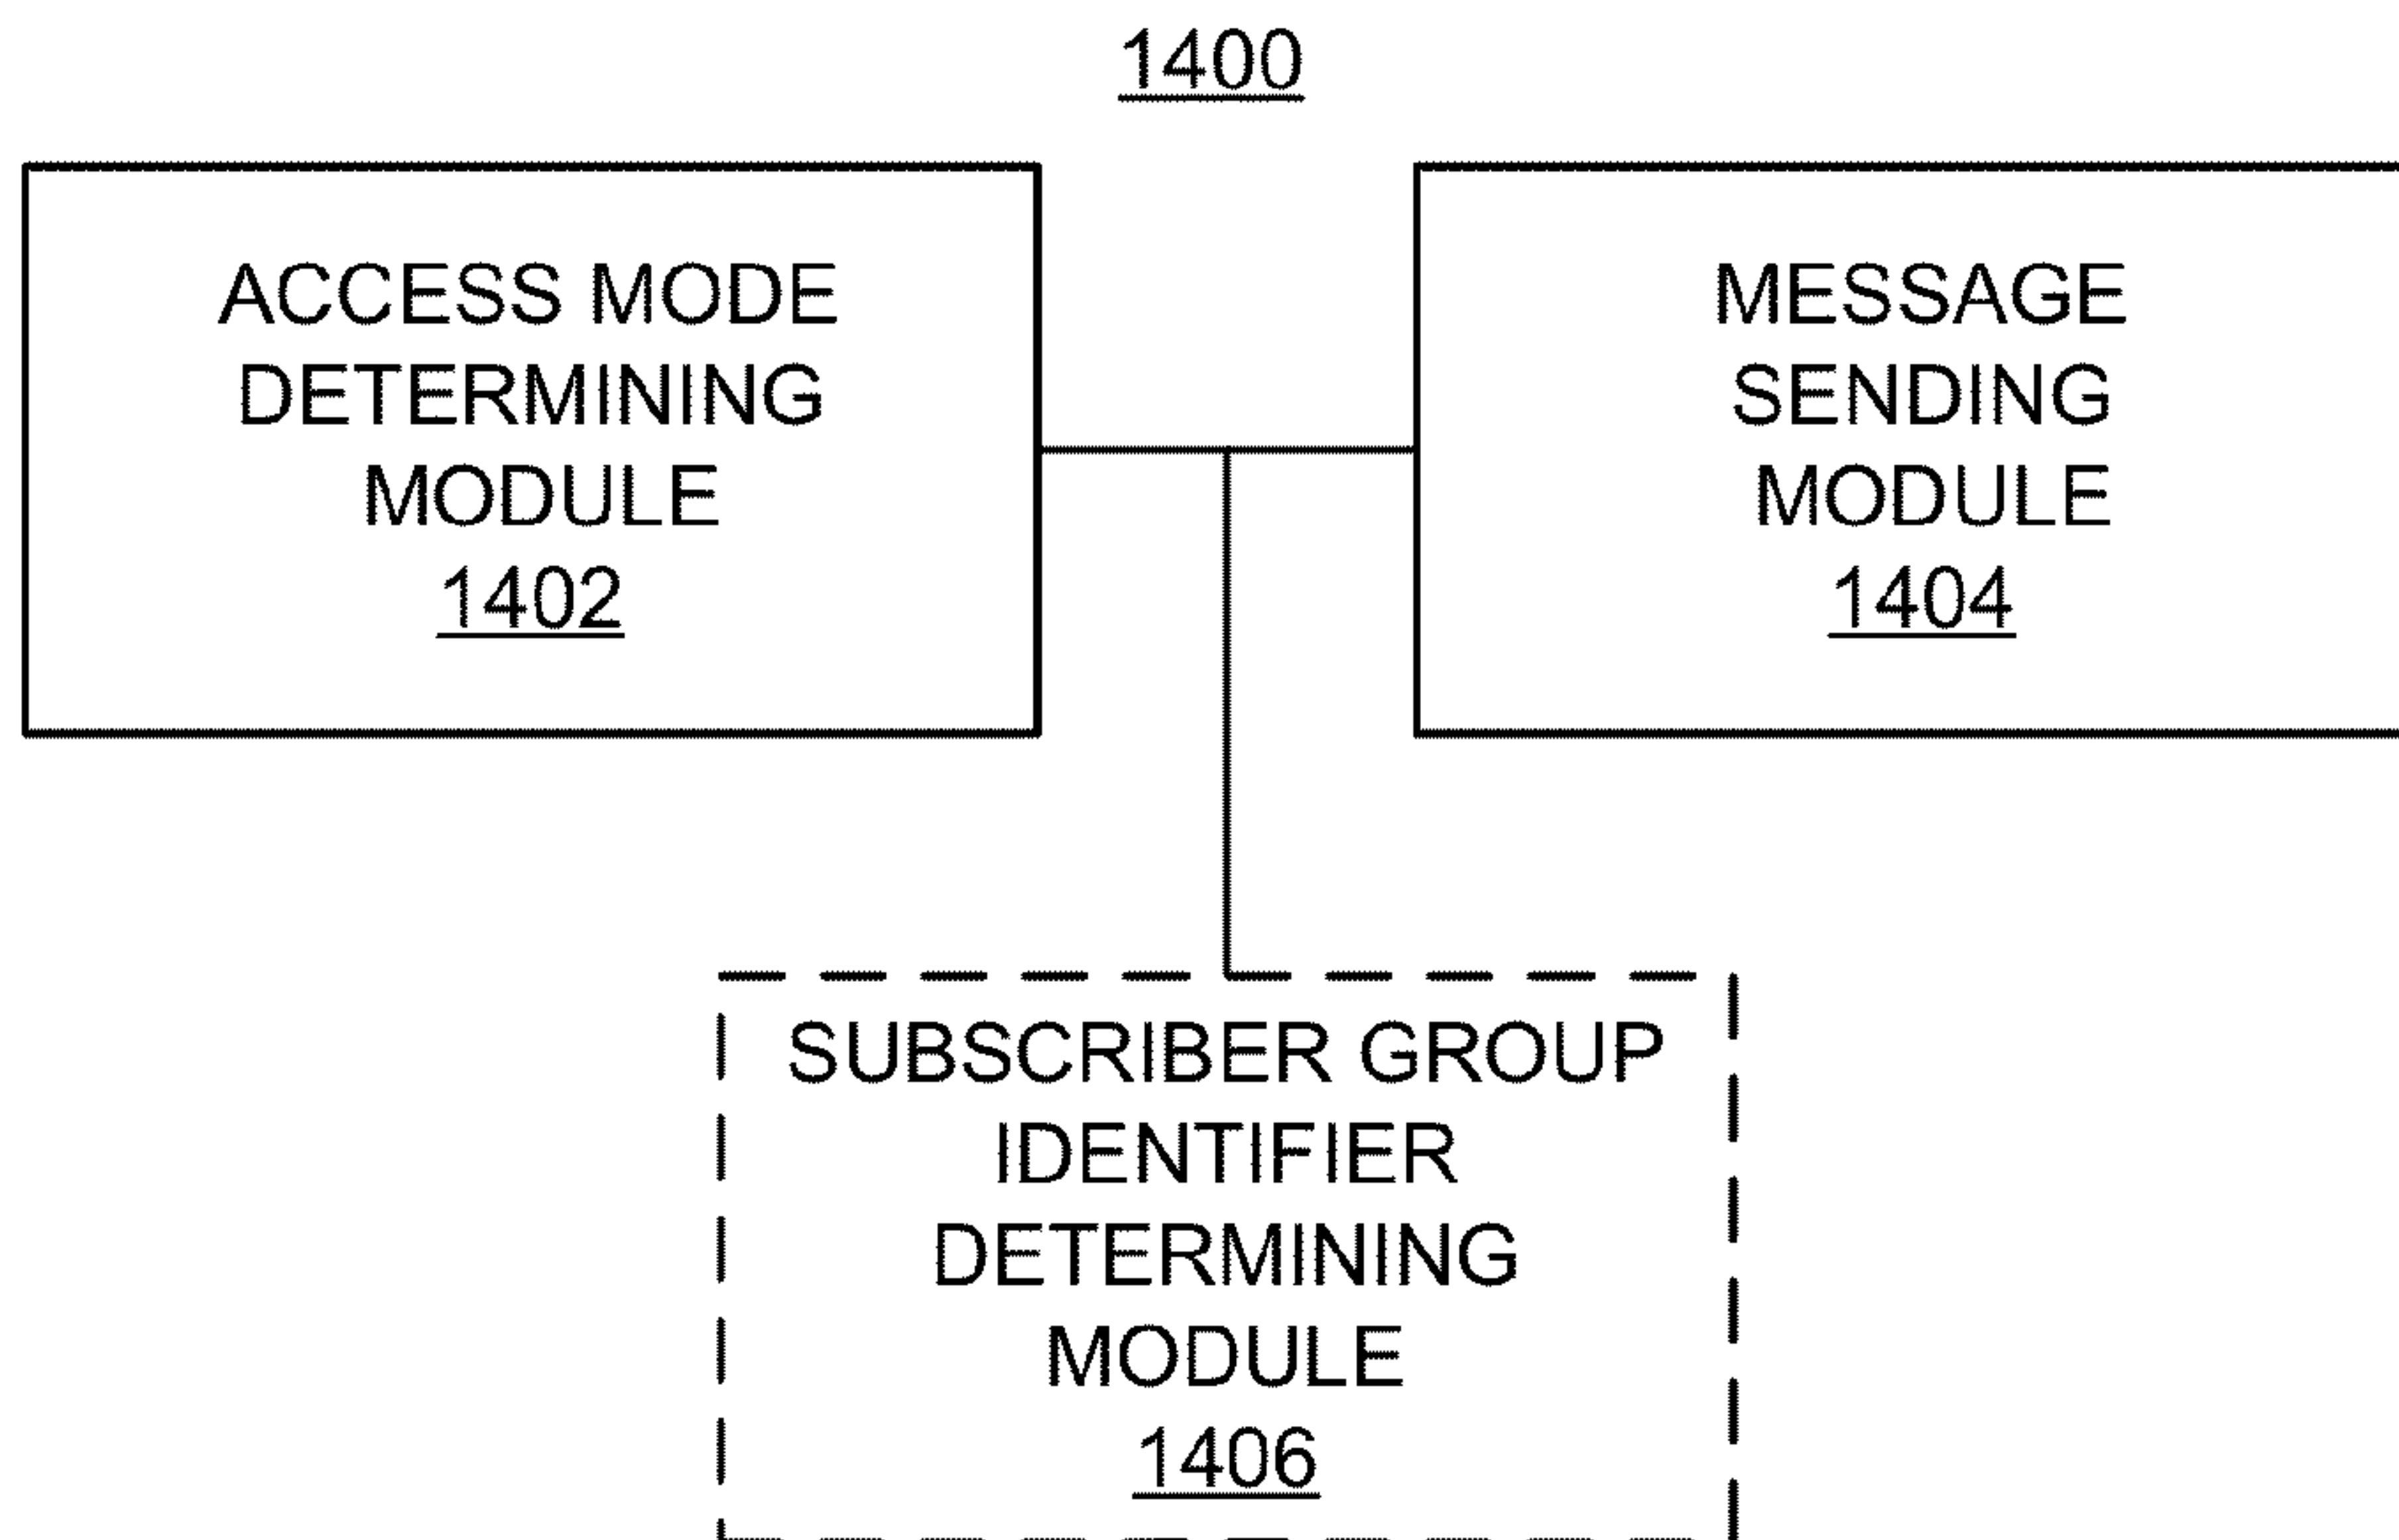 1400
ACCESS MODE
DETERMINING
MODULE
1402
MESSAGE
SENDING
MODULE
1404
SUBSCRIBER GROUP
IDENTIFIER
DETERMINING
MODULE
1406